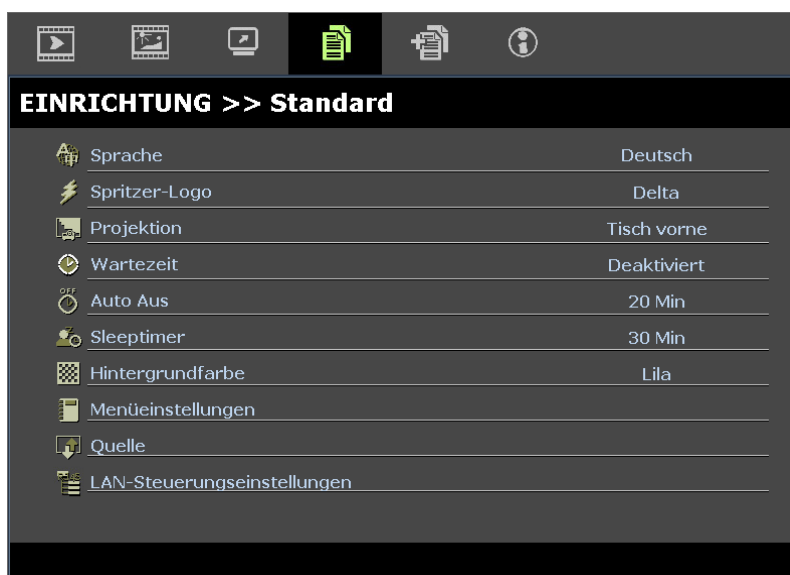 EINRICHTUNG >> Standard
Sprache Deutsch
Spritzer-Logo Delta
Projektion Tisch vorne
Wartezeit Deaktiviert
OFF
Auto Aus 20 Min
Sleeptimer 30 Min
Hintergrundfarbe Lila
Menüeinstellungen
Quelle
LAN-Steuerungseinstellungen